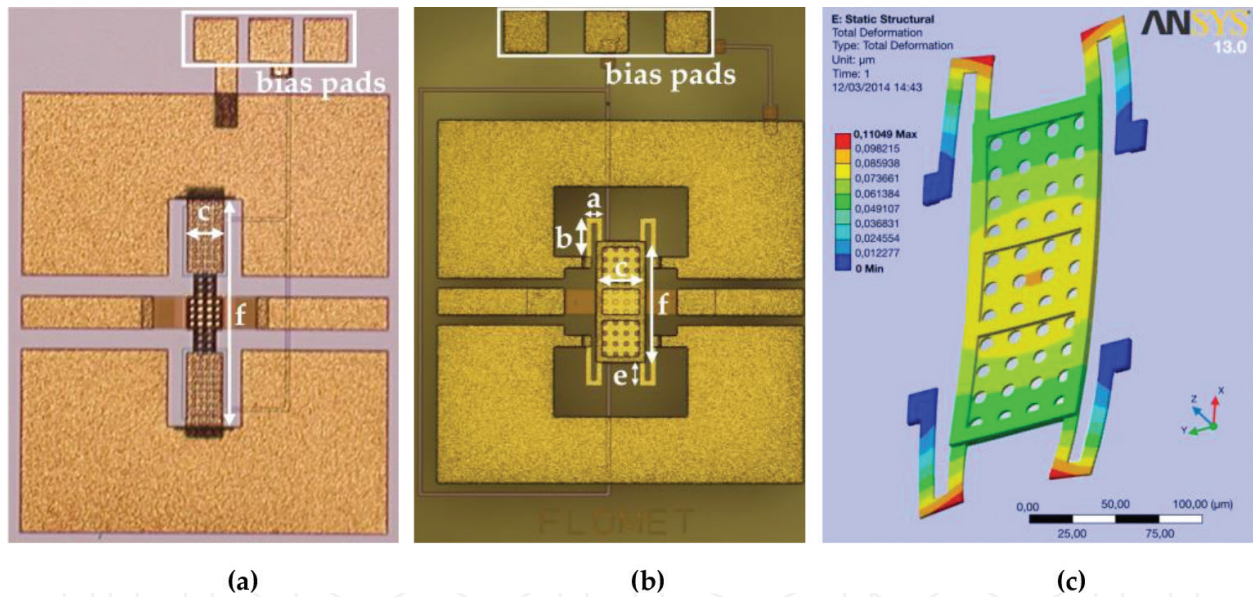 bias pads
c
f
(a)
bias pads
a
b
c
f
e
FLOMET
(b)
E: Static Structural
Total Deformation
Type: Total Deformation
Unit: µm
Time: 1
12/03/2014 14:43
ANSYS
13.0
0,11049 Max
0,098215
0,085938
0,073661
0,061384
0,049107
0,036831
0,024554
0,012277
0 Min
X
Z
Y
0,00
50,00
100,00 (µm)
25,00
75,00
(c)